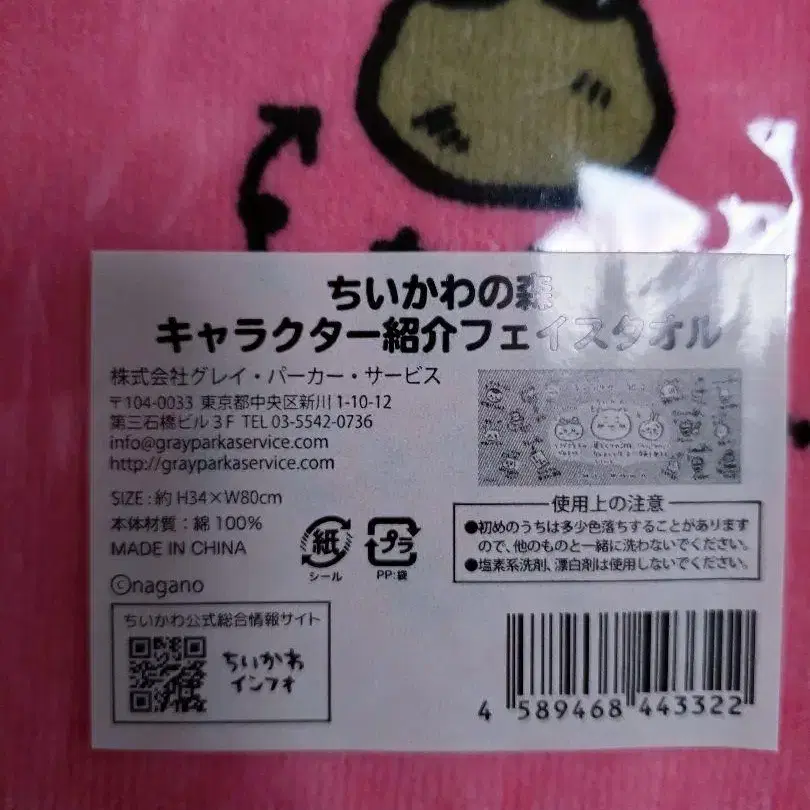 ちいかわの森
キャラクター紹介フェイスタオル
株式会社グレイ・パーカー・サービス
〒104-0033 東京都中央区新川1-10-12
第三石橋ビル3F TEL 03-5542-0736
info@grayparkaservice.com
http://grayparkaservice.com
SIZE:約 H34×W80cm
本体材質:綿100%
MADE IN CHINA
紙
シール
プラ
PP:袋
使用上の注意
●初めのうちは多少色落ちすることがあります
ので、他のものと一緒に洗わないでください。
●塩素系洗剤、漂白剤は使用しないでください。
©nagano
ちいかわ公式総合情報サイト
ちいかわ
インフォ
4 589468 443322